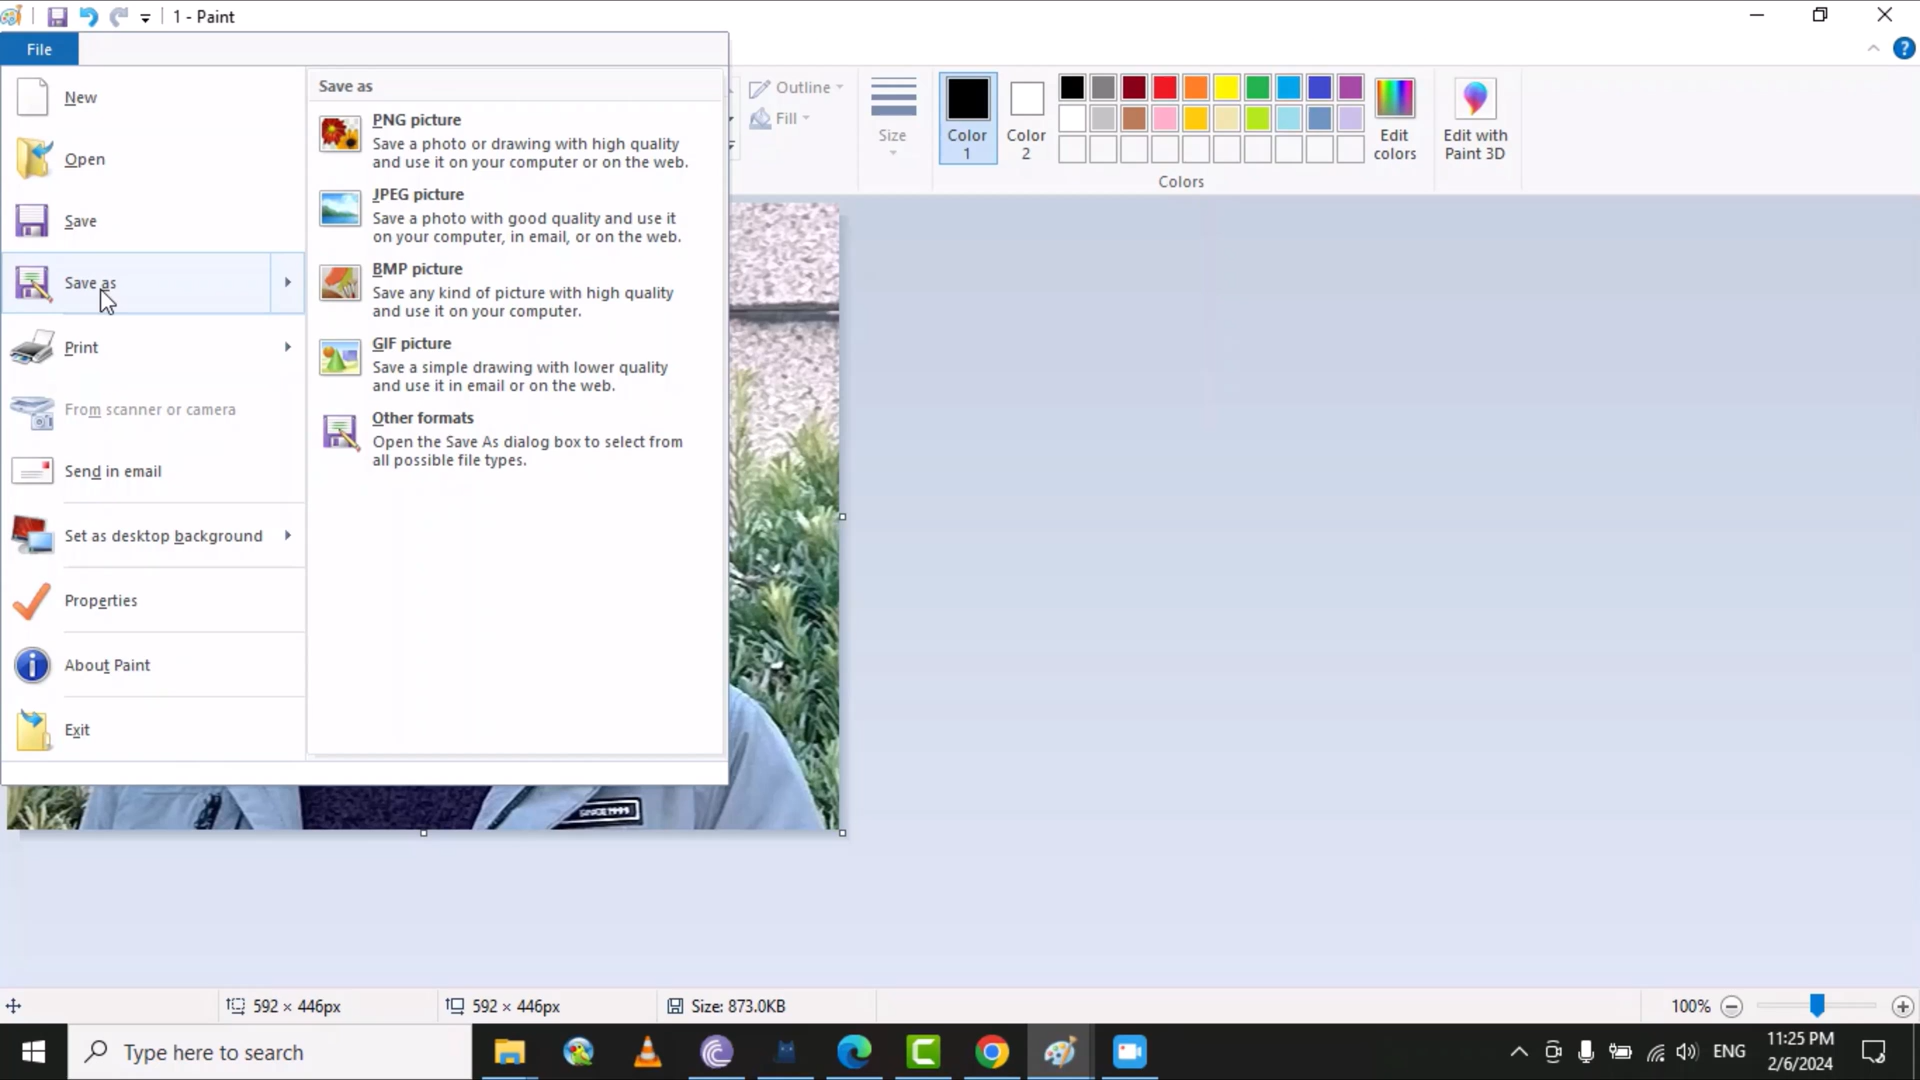 1 - Paint
File
New
Open
Save
Save as
Print
From scanner or camera
Send in email
Set as desktop background
Properties
About Paint
Exit
Save as
PNG picture
Save a photo or drawing with high quality
and use it on your computer or on the web.
JPEG picture
Save a photo with good quality and use it
on your computer, in email, or on the web.
BMP picture
Save any kind of picture with high quality
and use it on your computer.
GIF picture
Save a simple drawing with lower quality
and use it in email or on the web.
Other formats
Open the Save As dialog box to select from
all possible file types.
Outline
Fill
Size
Color
1
Color
2
Edit
colors
Edit with
Paint 3D
Colors
SINCE 1999
592 × 446px
592 × 446px
Size: 873.0KB
100%
Type here to search
ENG
11:25 PM
2/6/2024